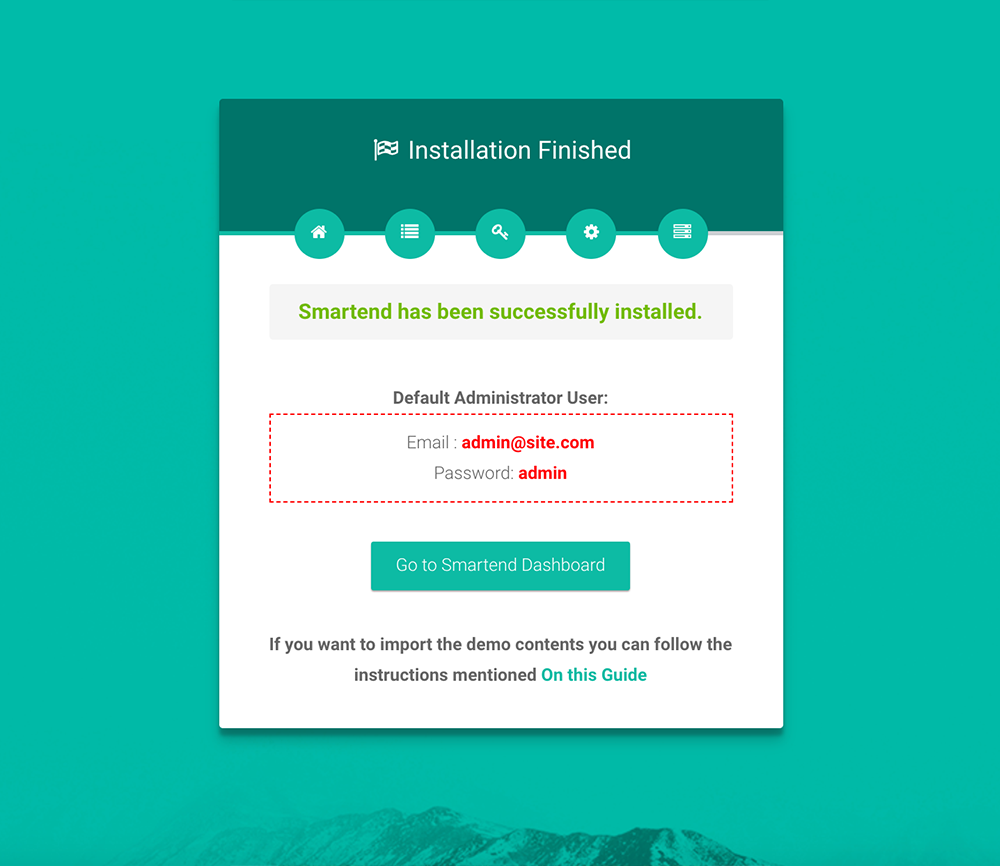 Installation Finished
Smartend has been successfully installed.
Default Administrator User:
Email : admin@site.com
Password: admin
Go to Smartend Dashboard
If you want to import the demo contents you can follow the
instructions mentioned On this Guide